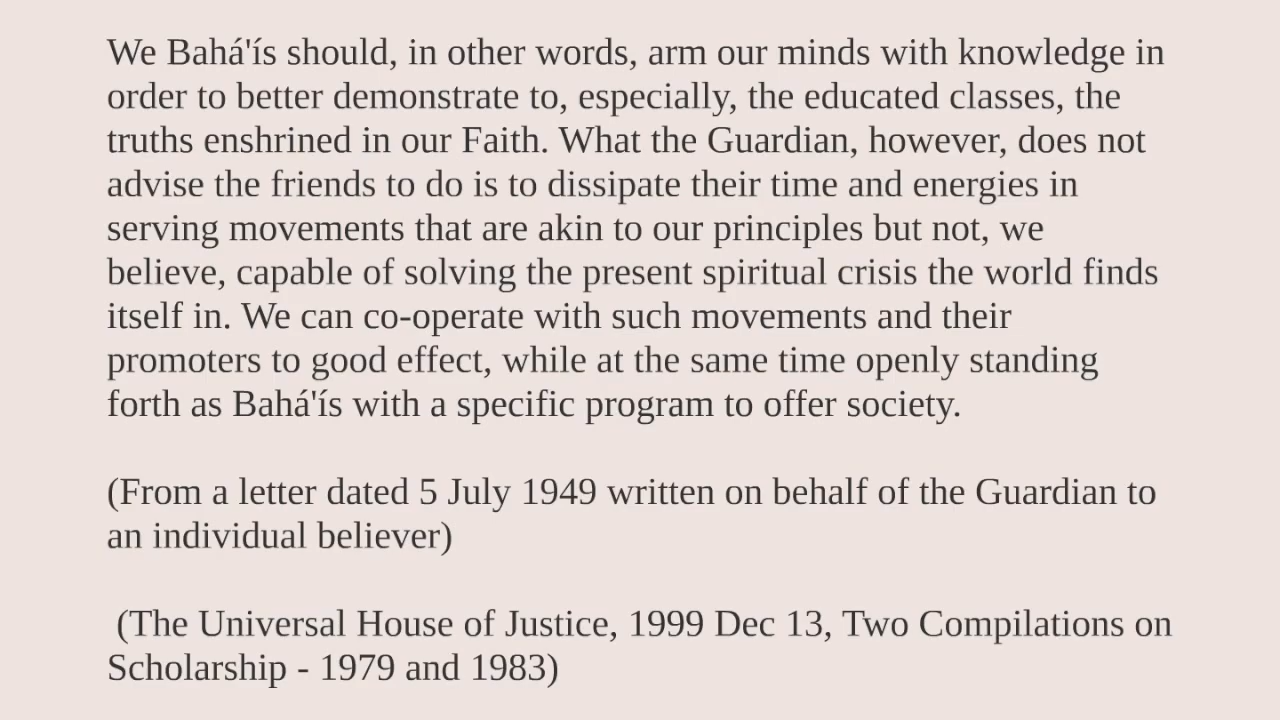 We Bahá'ís should, in other words, arm our minds with knowledge in
order to better demonstrate to, especially, the educated classes, the
truths enshrined in our Faith. What the Guardian, however, does not
advise the friends to do is to dissipate their time and energies in
serving movements that are akin to our principles but not, we
believe, capable of solving the present spiritual crisis the world finds
itself in. We can co-operate with such movements and their
promoters to good effect, while at the same time openly standing
forth as Bahá'ís with a specific program to offer society.
(From a letter dated 5 July 1949 written on behalf of the Guardian to
an individual believer)
(The Universal House of Justice, 1999 Dec 13, Two Compilations on
Scholarship - 1979 and 1983)